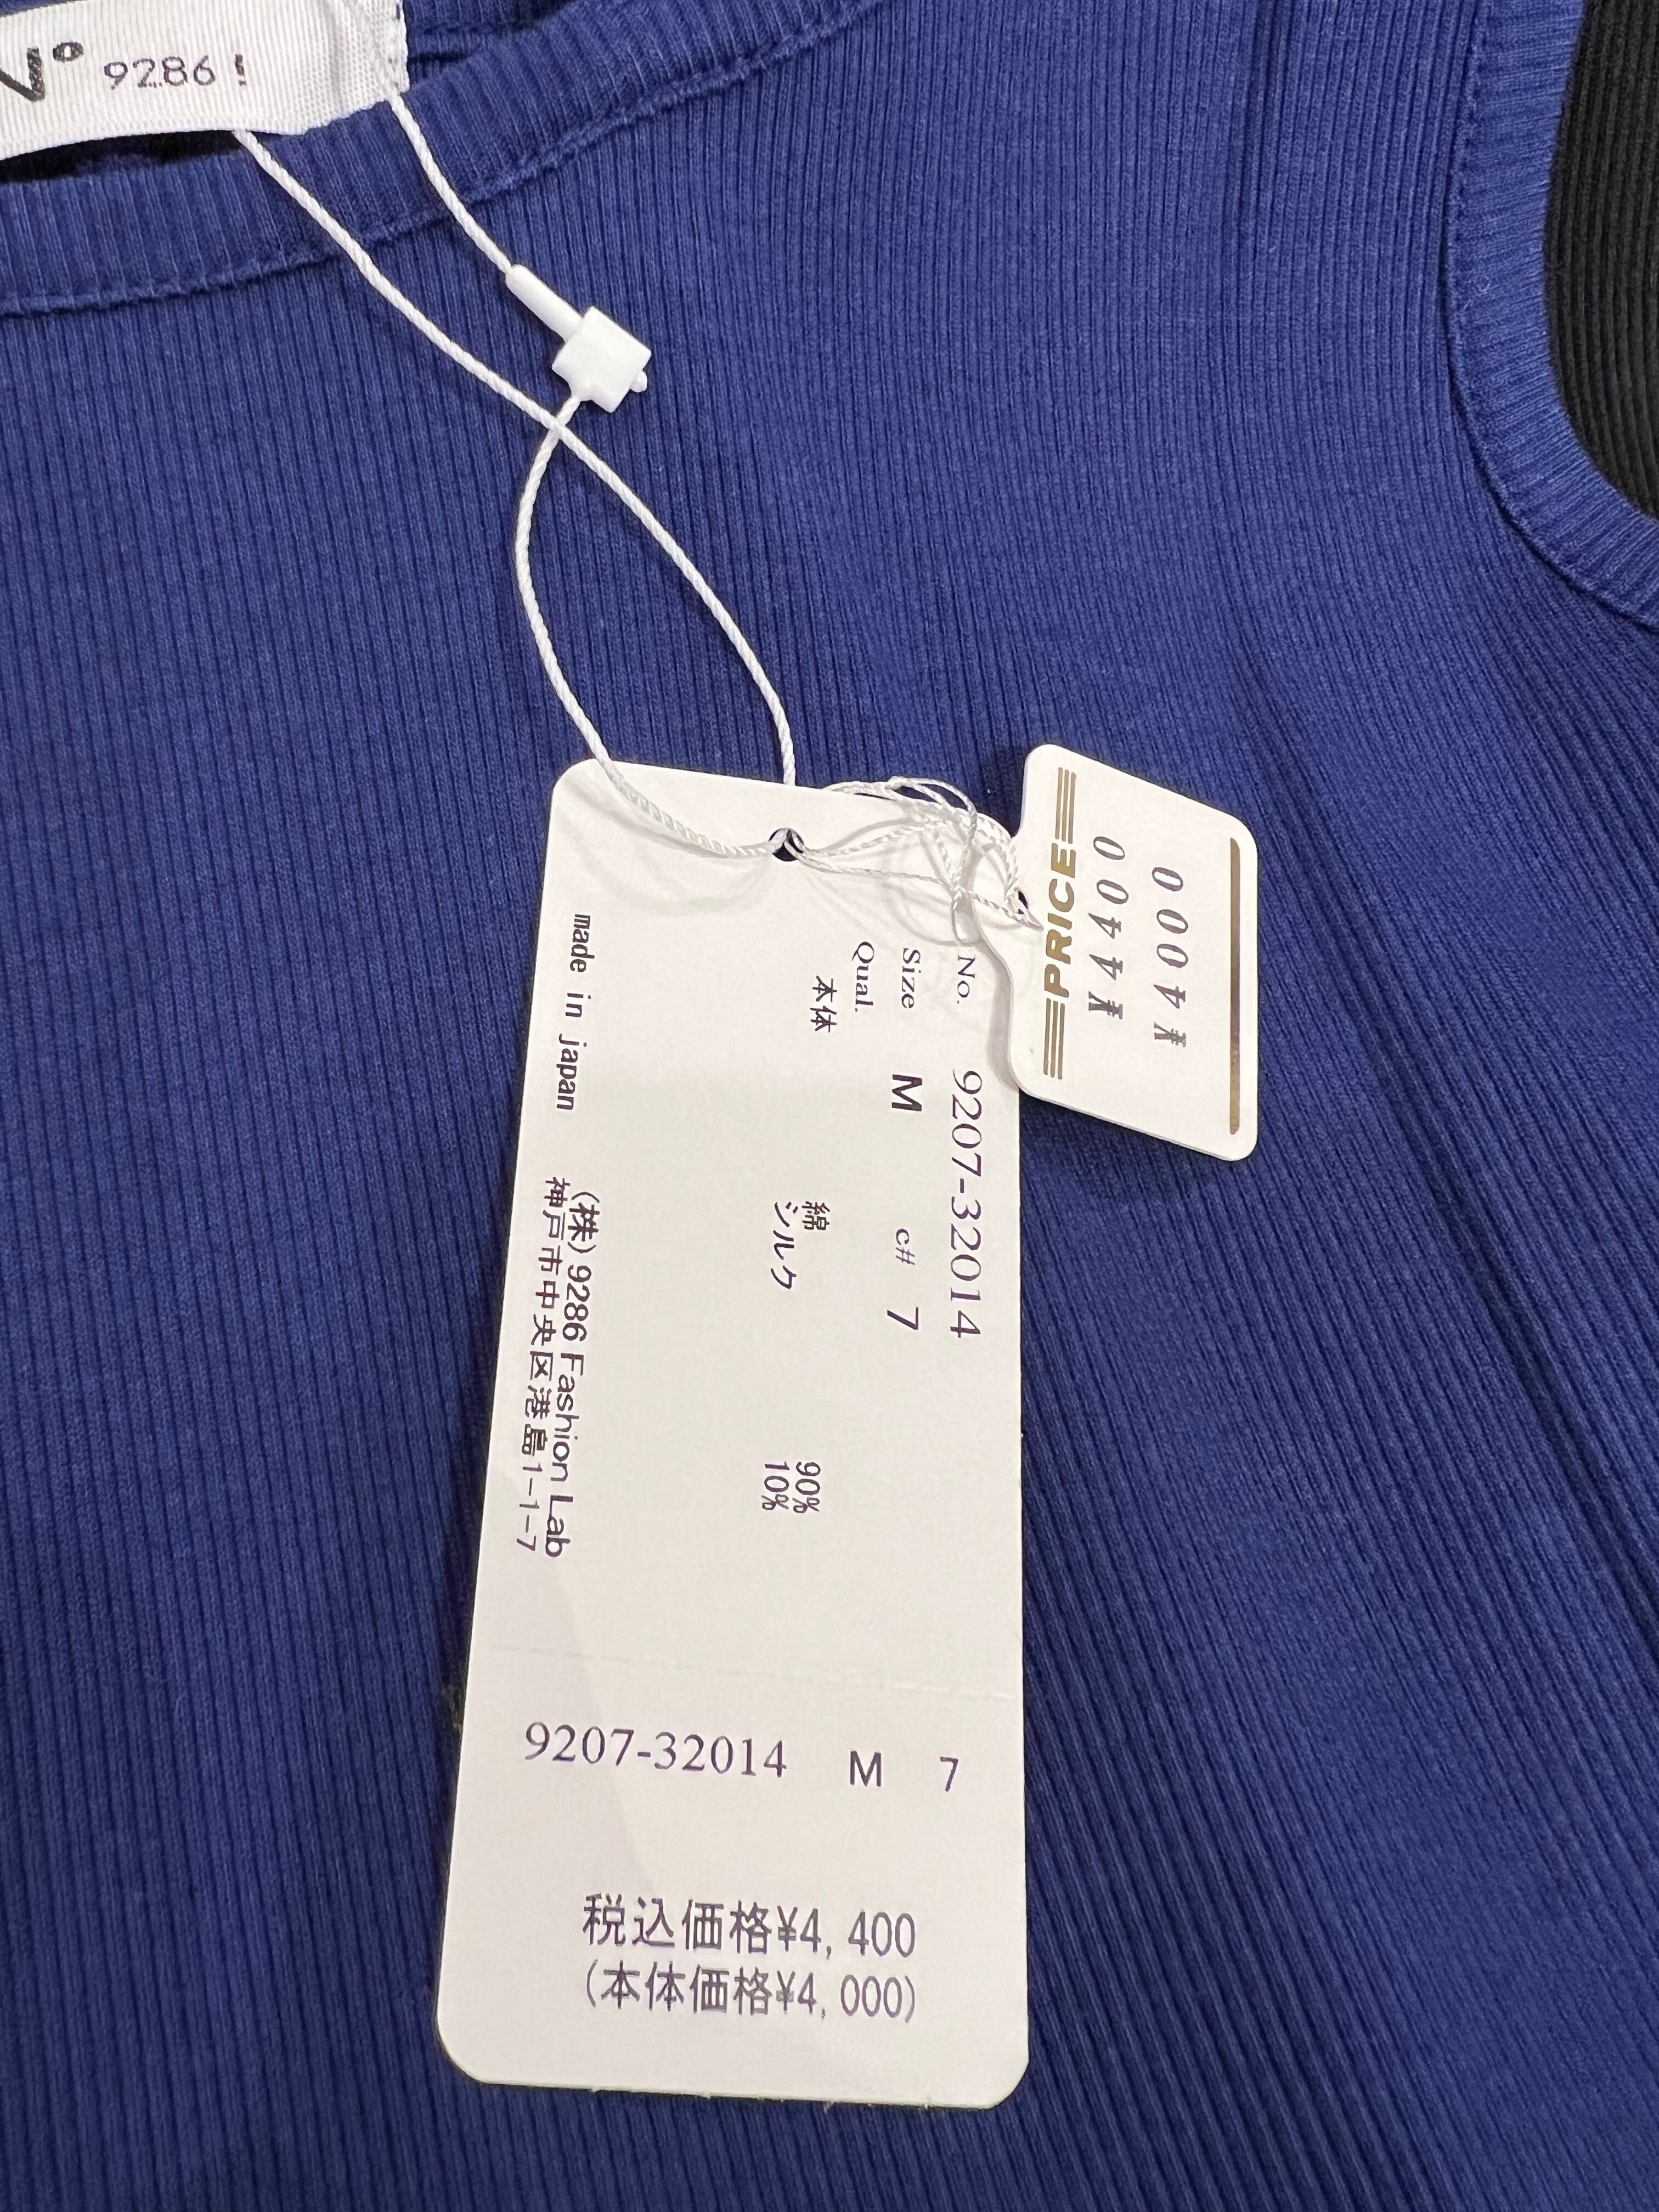 N° 9286!
PRICE
¥4400
¥4000
No. 9207-32014
Size M c# 7
Qual.
本体 綿 90%
シルク 10%
made in japan (株)9286 Fashion Lab
神戸市中央区港島1-1-7
9207-32014 M 7
税込価格¥4,400
(本体価格¥4,000)